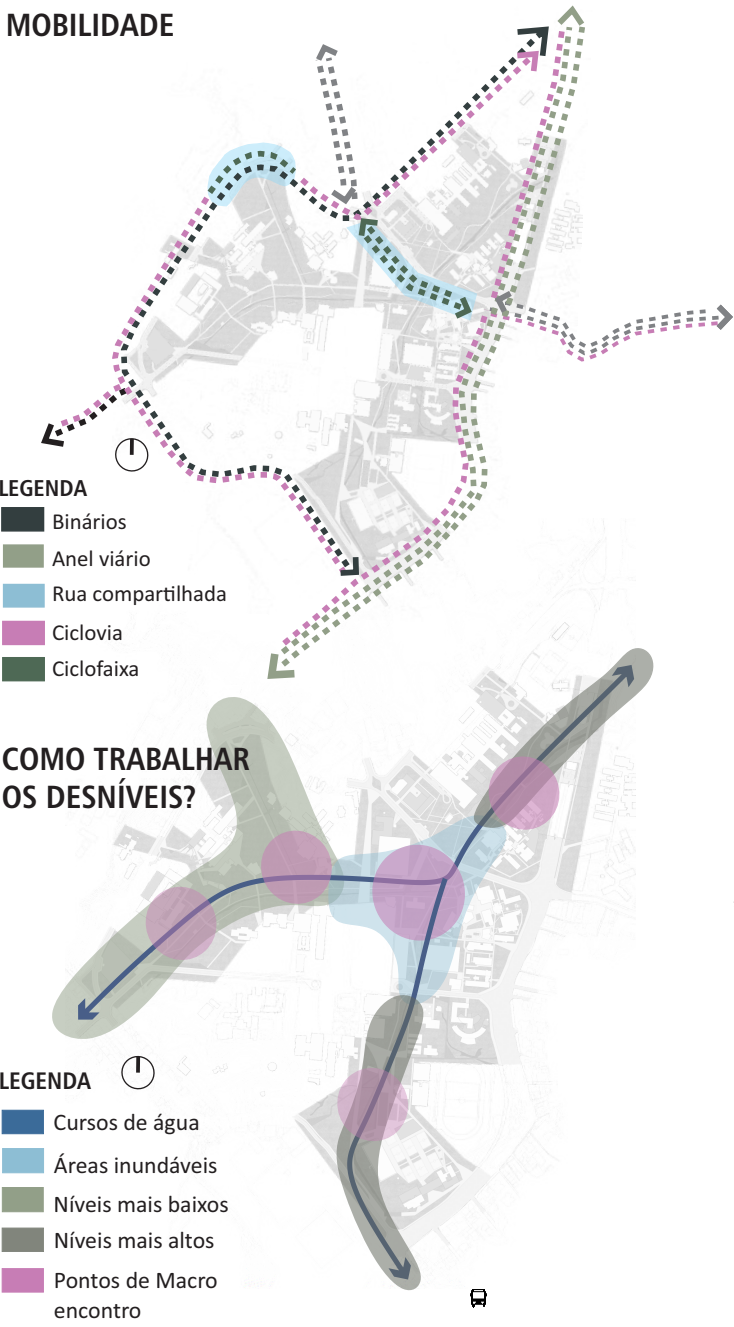 MOBILIDADE
LEGENDA
Binários
Anel viário
Rua compartilhada
Ciclovia
Ciclofaixa
COMO TRABALHAR
OS DESNÍVEIS?
LEGENDA
Cursos de água
Áreas inundáveis
Níveis mais baixos
Níveis mais altos
Pontos de Macro
encontro